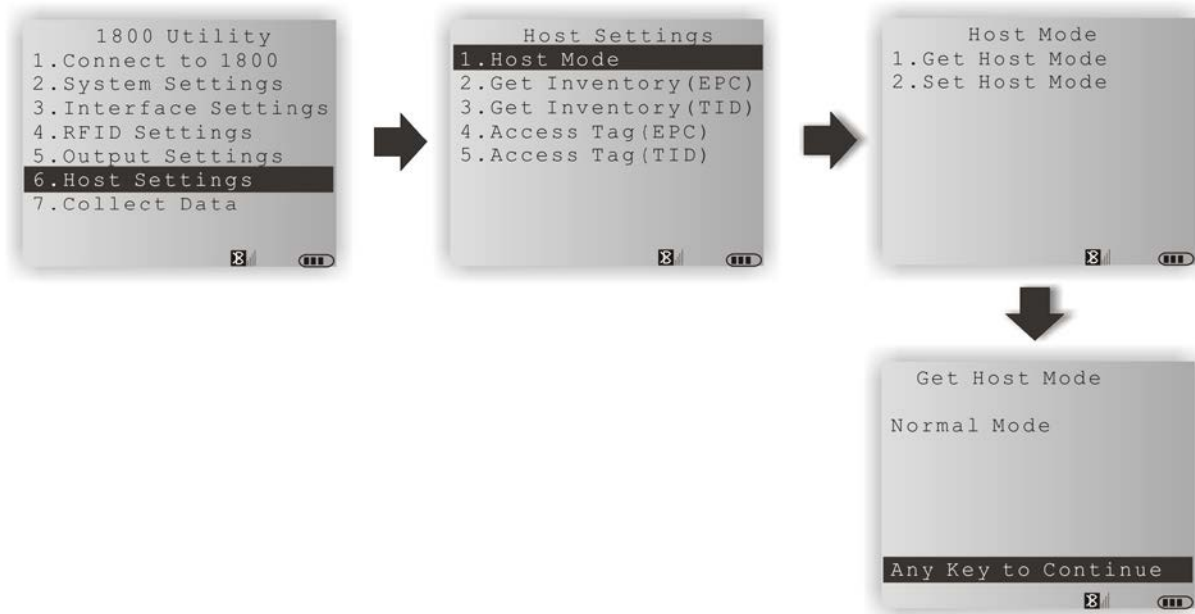 1800 Utility
1.Connect to 1800
2.System Settings
3.Interface Settings
4.RFID Settings
5.Output Settings
6.Host Settings
7.Collect Data
Host Settings
1.Host Mode
2.Get Inventory(EPC)
3.Get Inventory(TID)
4.Access Tag(EPC)
5.Access Tag(TID)
Host Mode
1.Get Host Mode
2.Set Host Mode
Get Host Mode
Normal Mode
Any Key to Continue